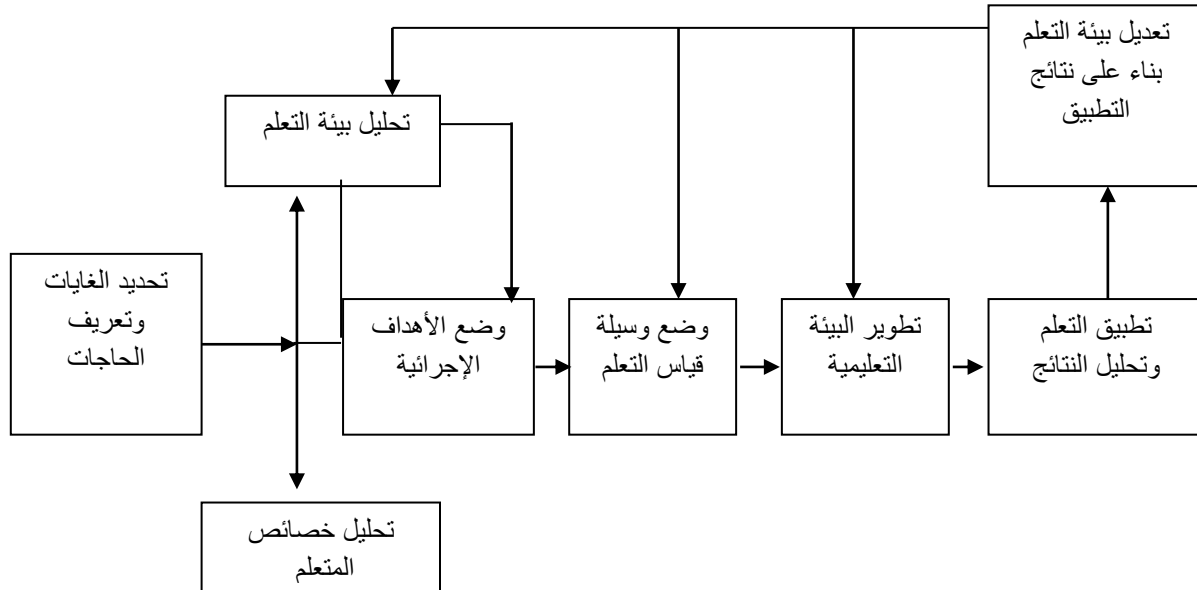 تعديل بيئة التعلم
بناء على نتائج
التطبيق
تحليل بيئة التعلم
تحديد الغايات
وتعريف
الحاجات
وضع الأهداف
الإجرائية
وضع وسيلة
قياس التعلم
تطوير البيئة
التعليمية
تطبيق التعلم
وتحليل النتائج
تحليل خصائص
المتعلم